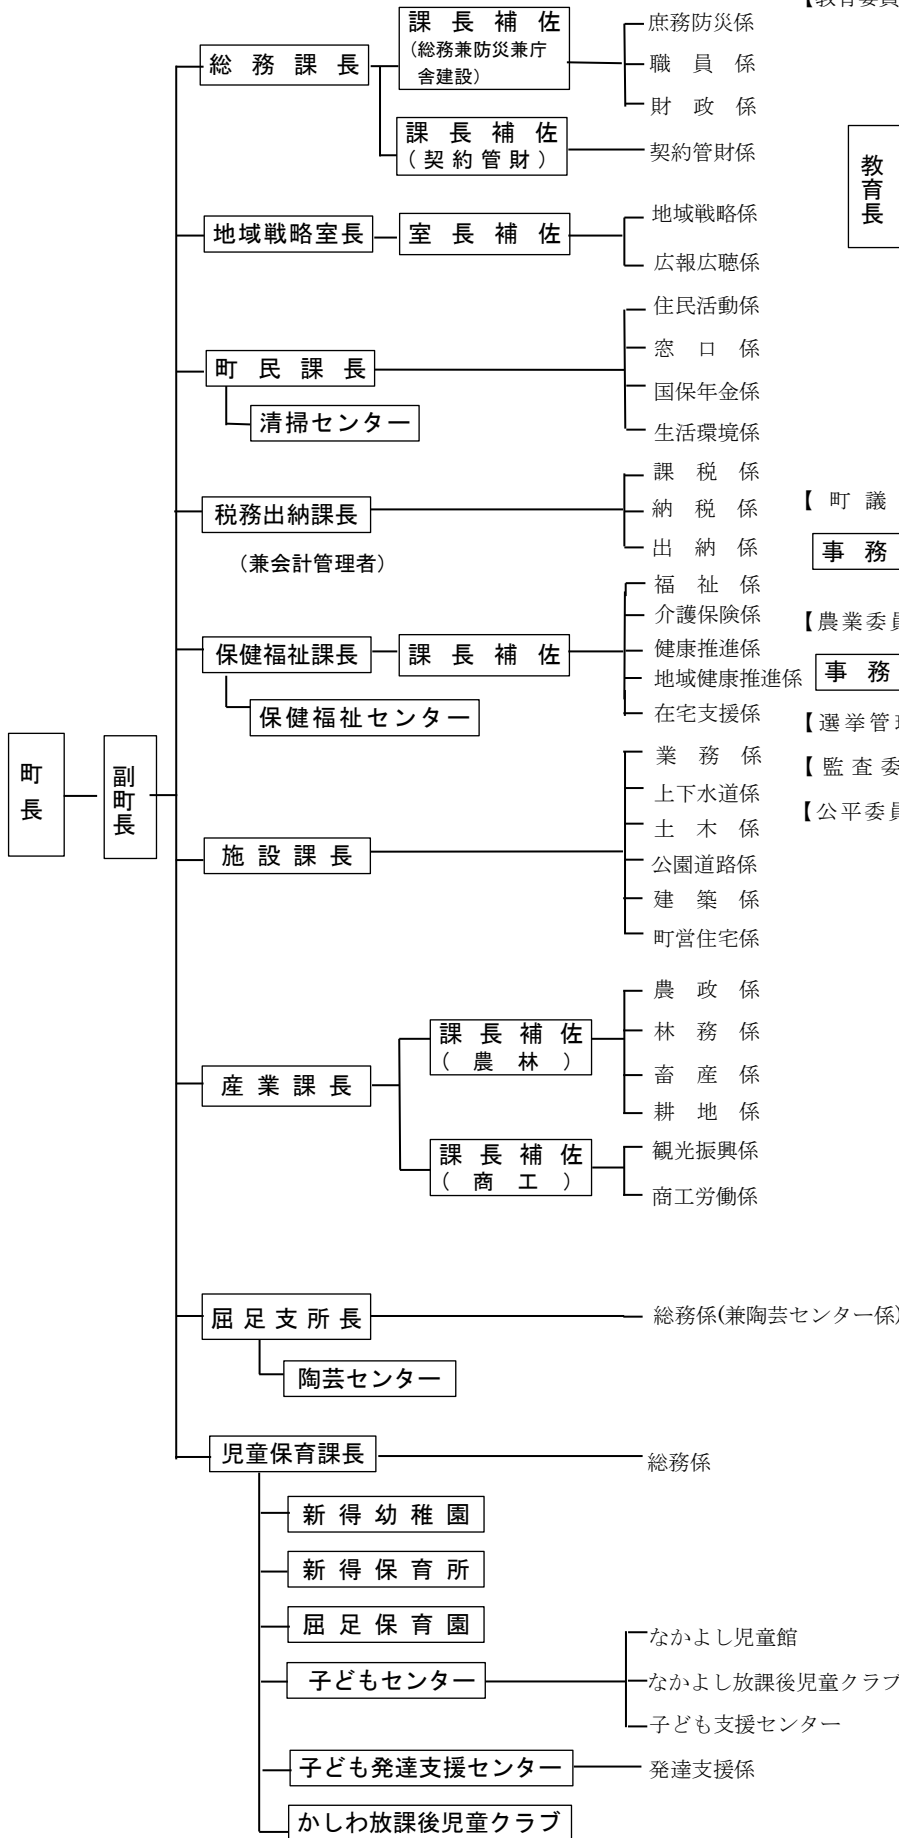 【教育委員
課長補佐
(総務兼防災兼庁
舎建設)
庶務防災係
総務課長
職員係
財政係
課長補佐
(契約管財)
契約管財係
教育長
地域戦略室長
室長補佐
地域戦略係
広報広聴係
住民活動係
窓口係
町民課長
国保年金係
清掃センター
生活環境係
課税係
税務出納課長
(兼会計管理者)
納税係
出納係
【町議
事務
福祉係
介護保険係
【農業委員
保健福祉課長
課長補佐
健康推進係
地域健康推進係
事務
保健福祉センター
在宅支援係
【選挙管理
町長
副町長
業務係
【監査委
上下水道係
【公平委員
土木係
施設課長
公園道路係
建築係
町営住宅係
農政係
課長補佐
(農林)
林務係
産業課長
畜産係
耕地係
課長補佐
(商工)
観光振興係
商工労働係
屈足支所長
総務係(兼陶芸センター係)
陶芸センター
児童保育課長
総務係
新得幼稚園
新得保育所
屈足保育園
なかよし児童館
子どもセンター
なかよし放課後児童クラブ
子ども支援センター
子ども発達支援センター
発達支援係
かしわ放課後児童クラブ